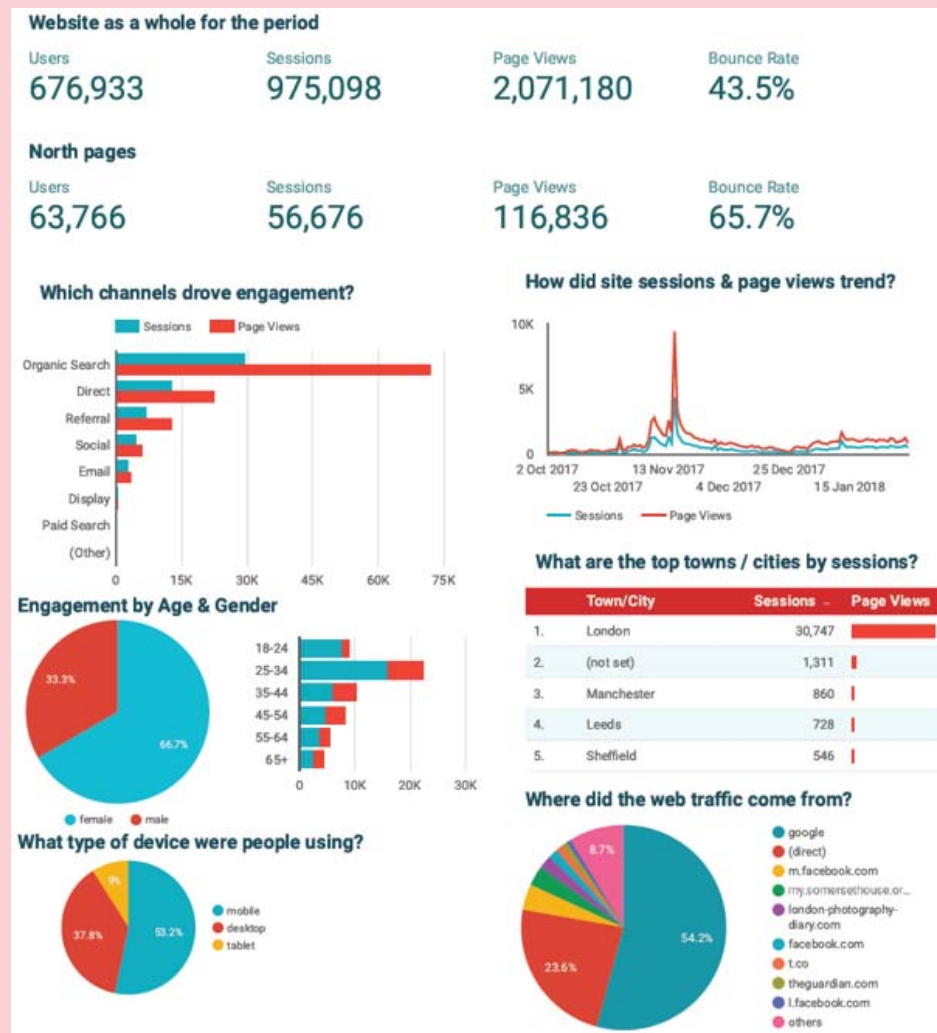 Website as a whole for the period
Users Sessions Page Views Bounce Rate
676,933 975,098 2,071,180 43.5%
North pages
Users Sessions Page Views Bounce Rate
63,766 56,676 116,836 65.7%
Which channels drove engagement?
Sessions Page Views
Organic Search
Direct
Referral
Social
Email
Display
Paid Search
(Other)
0 15K 30K 45K 60K 75K
How did site sessions & page views trend?
10K
5K
0
2 Oct 2017 13 Nov 2017 25 Dec 2017
23 Oct 2017 4 Dec 2017 15 Jan 2018
Sessions Page Views
What are the top towns / cities by sessions?
Town/City Sessions Page Views
1. London 30,747
2. (not set) 1,311
3. Manchester 860
4. Leeds 728
5. Sheffield 546
Engagement by Age & Gender
33.3%
66.7%
female male
18-24
25-34
35-44
45-54
55-64
65+
0 10K 20K 30K
What type of device were people using?
9%
37.8% 53.2%
mobile
desktop
tablet
Where did the web traffic come from?
8.7%
54.2%
23.6%
google
(direct)
m.facebook.com
my.somersethouse.or...
london-photography-
diary.com
facebook.com
t.co
theguardian.com
l.facebook.com
others